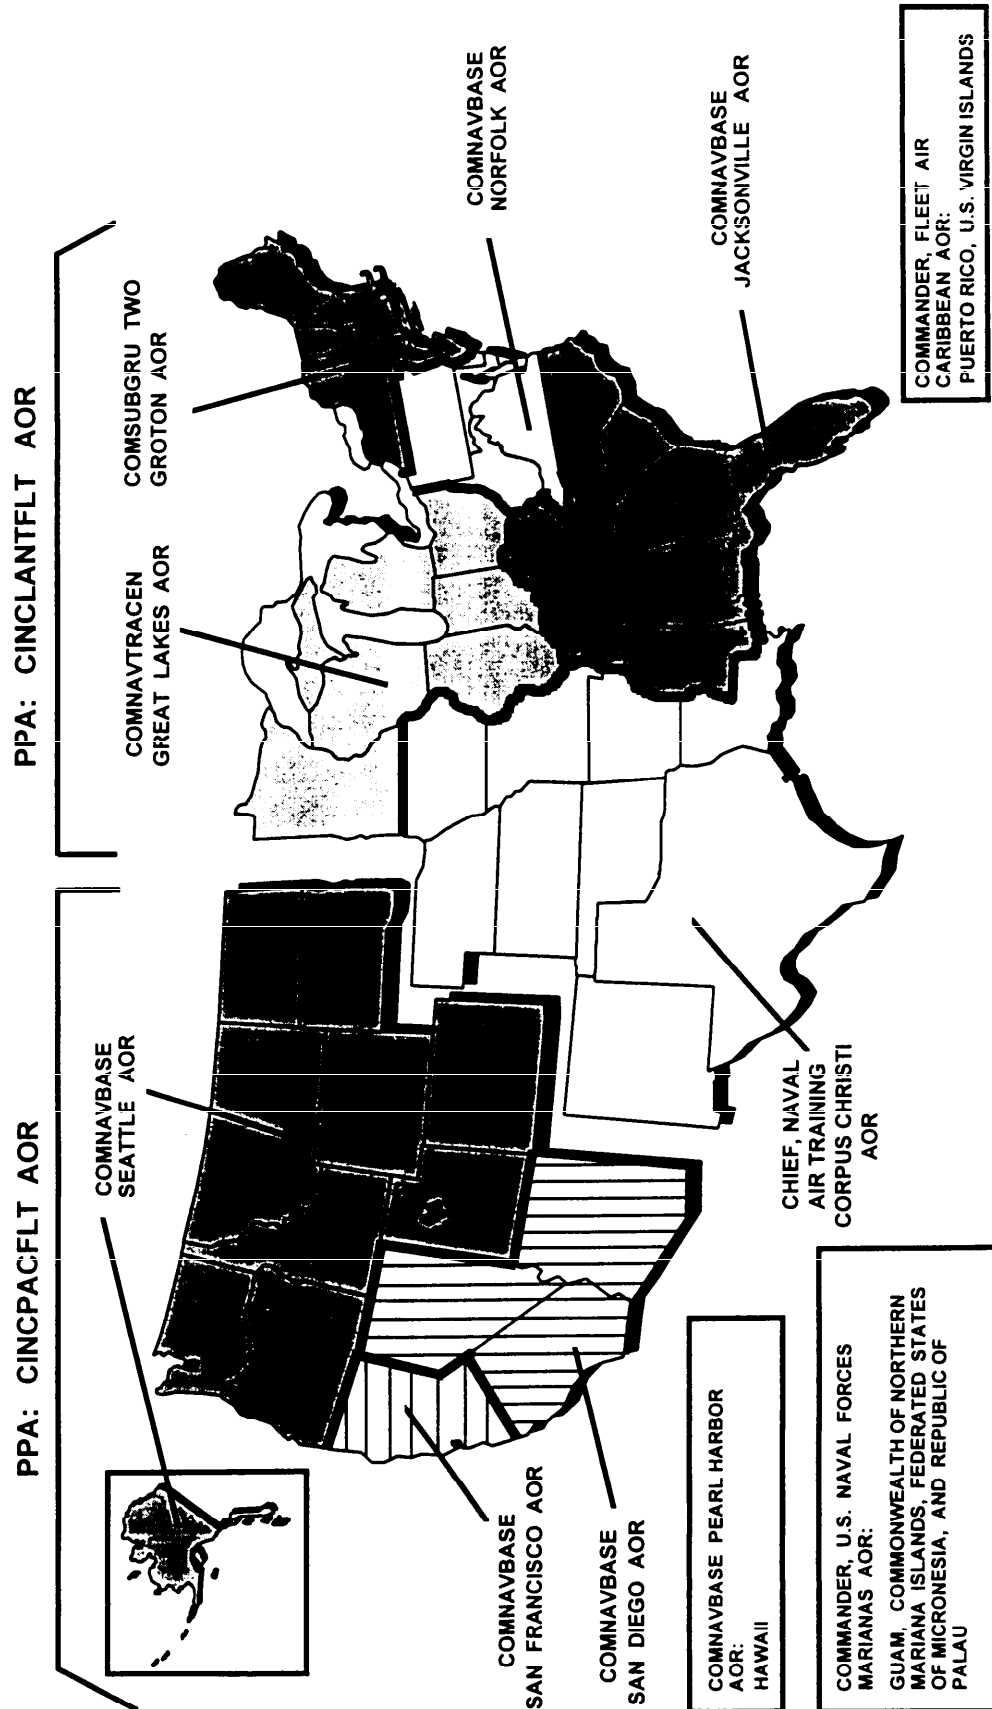 PPA: CINCPACFLT AOR
PPA: CINCLANTFLT AOR
COMNAVBASE
SEATTLE AOR
COMNAVTRACEN
GREAT LAKES AOR
COMSUBGRU TWO
GROTON AOR
COMNAVBASE
NORFOLK AOR
COMNAVBASE
JACKSONVILLE AOR
COMNAVBASE
SAN FRANCISCO AOR
COMNAVBASE
SAN DIEGO AOR
CHIEF, NAVAL
AIR TRAINING
CORPUS CHRISTI
AOR
COMNAVBASE PEARL HARBOR
AOR:
HAWAII
COMMANDER, U.S. NAVAL FORCES
MARIANAS AOR:
GUAM, COMMONWEALTH OF NORTHERN
MARIANA ISLANDS, FEDERATED STATES
OF MICRONESIA, AND REPUBLIC OF
PALAU
COMMANDER, FLEET AIR
CARIBBEAN AOR:
PUERTO RICO, U.S. VIRGIN ISLANDS